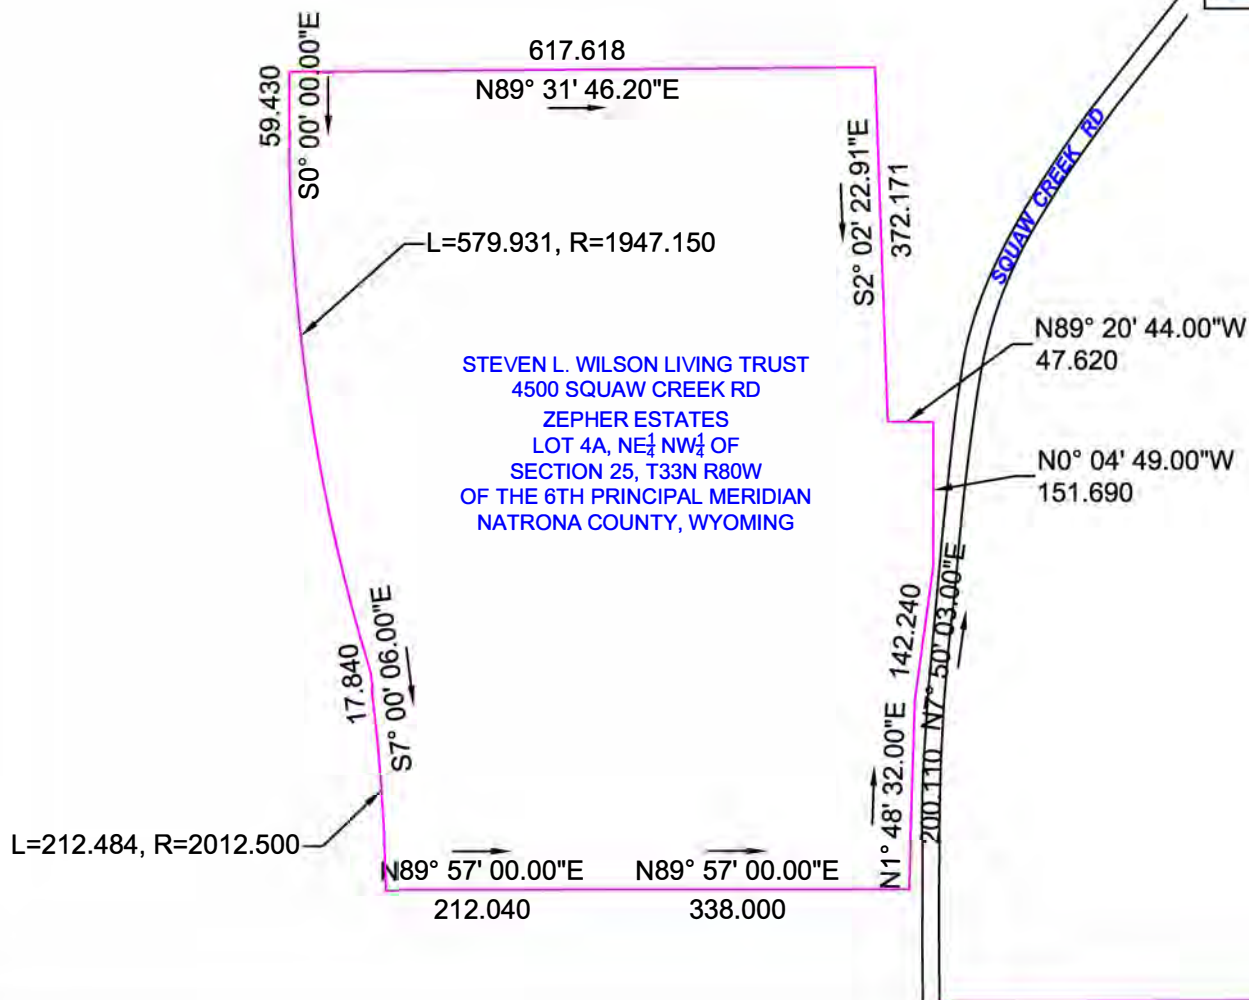 617.618
N89° 31' 46.20"E
59.430
S0° 00' 00.00"E
S2° 02' 22.91"E
372.171
SQUAW CREEK RD
L=579.931, R=1947.150
N89° 20' 44.00"W
47.620
STEVEN L. WILSON LIVING TRUST
4500 SQUAW CREEK RD
ZEPHER ESTATES
LOT 4A, NE1/4 NW1/4 OF
SECTION 25, T33N R80W
OF THE 6TH PRINCIPAL MERIDIAN
NATRONA COUNTY, WYOMING
N0° 04' 49.00"W
151.690
142.240
N7° 50' 03.00"E
17.840
S7° 00' 06.00"E
N1° 48' 32.00"E
200.110
L=212.484, R=2012.500
N89° 57' 00.00"E
N89° 57' 00.00"E
212.040
338.000